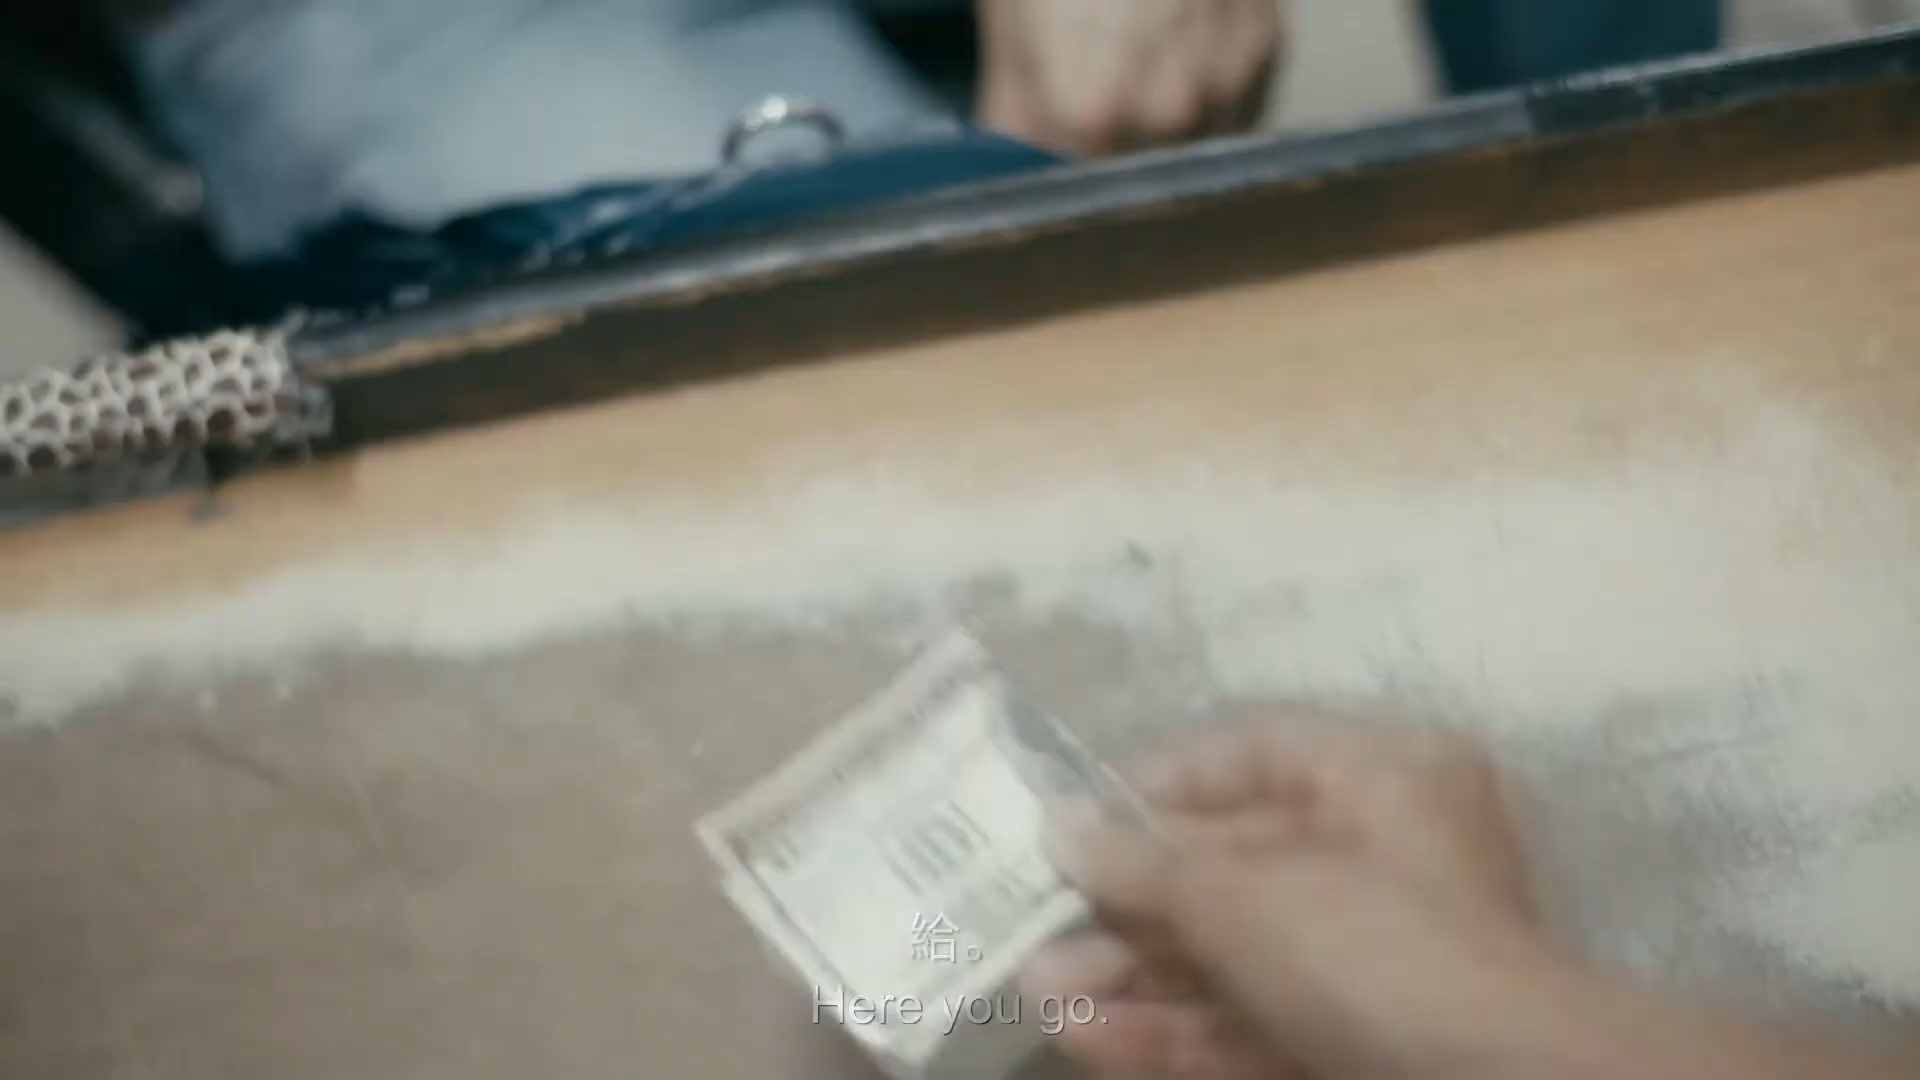 給。
Here you go.